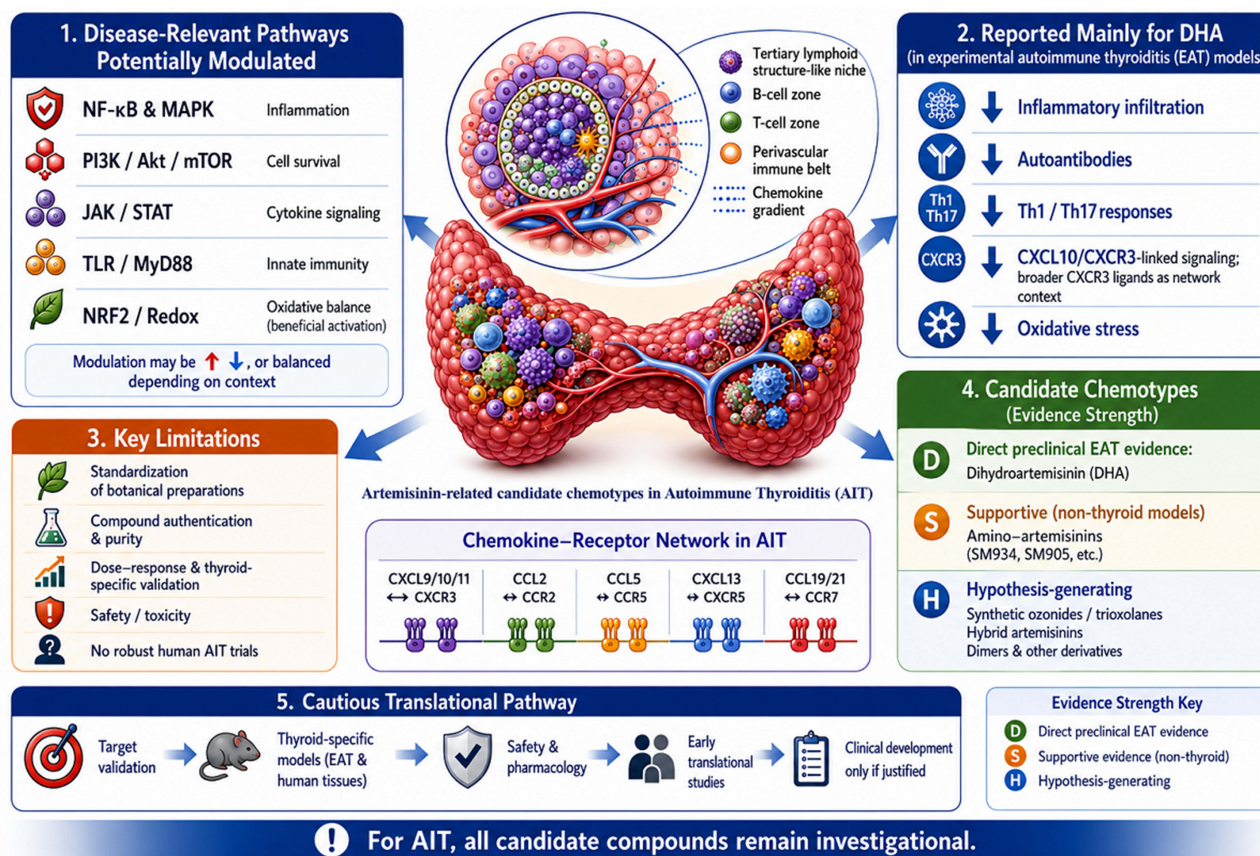 1. Disease-Relevant Pathways
Potentially Modulated
NF-κB & MAPK
Inflammation
PI3K / Akt / mTOR
Cell survival
JAK / STAT
Cytokine signaling
TLR / MyD88
Innate immunity
NRF2 / Redox
Oxidative balance
(beneficial activation)
Modulation may be ↑ ↓, or balanced
depending on context
Tertiary lymphoid
structure-like niche
B-cell zone
T-cell zone
Perivascular
immune belt
Chemokine
gradient
2. Reported Mainly for DHA
(in experimental autoimmune thyroiditis (EAT) models)
↓ Inflammatory infiltration
↓ Autoantibodies
Th1
Th17
↓ Th1 / Th17 responses
CXCR3
↓ CXCL10/CXCR3-linked signaling;
broader CXCR3 ligands as network
context
↓ Oxidative stress
3. Key Limitations
Standardization
of botanical preparations
Compound authentication
& purity
Dose–response & thyroid-
specific validation
Safety / toxicity
No robust human AIT trials
Artemisinin-related candidate chemotypes in Autoimmune Thyroiditis (AIT)
Chemokine–Receptor Network in AIT
CXCL9/10/11
↔ CXCR3
CCL2
↔ CCR2
CCL5
↔ CCR5
CXCL13
↔ CXCR5
CCL19/21
↔ CCR7
4. Candidate Chemotypes
(Evidence Strength)
D
Direct preclinical EAT evidence:
Dihydroartemisinin (DHA)
S
Supportive (non-thyroid models)
Amino–artemisinins
(SM934, SM905, etc.)
H
Hypothesis-generating
Synthetic ozonides / trioxolanes
Hybrid artemisinins
Dimers & other derivatives
5. Cautious Translational Pathway
Target
validation
Thyroid-specific
models (EAT &
human tissues)
Safety &
pharmacology
Early
translational
studies
Clinical development
only if justified
Evidence Strength Key
D Direct preclinical EAT evidence
S Supportive evidence (non-thyroid)
H Hypothesis-generating
! For AIT, all candidate compounds remain investigational.